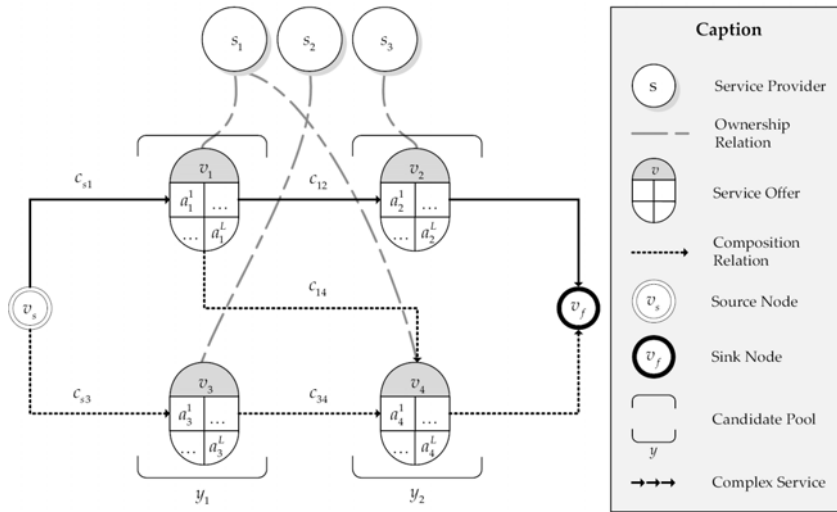 s1 s2 s3
cs1 v1 c12 v2
a11 ... a21 ...
... a1L ... a2L
c14
vs vf
cs3 v3 c34 v4
a31 ... a41 ...
... a3L ... a4L
y1 y2
Caption
s Service Provider
Ownership
Relation
v Service Offer
Composition
Relation
vs Source Node
vf Sink Node
Candidate Pool
y
Complex Service